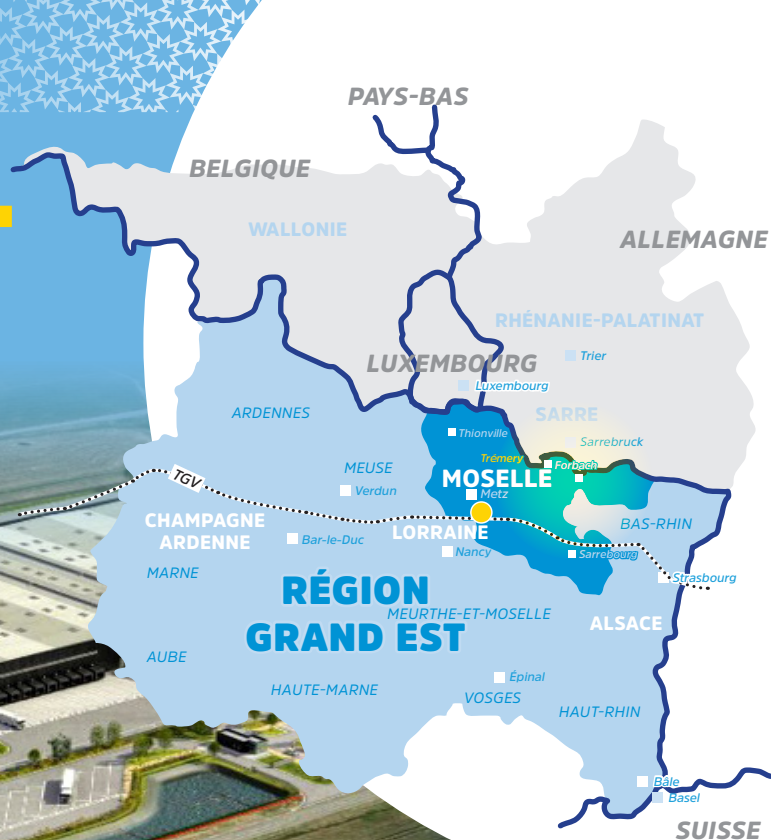 PAYS-BAS
BELGIQUE
WALLONIE
ALLEMAGNE
RHÉNANIE-PALATINAT
Trier
LUXEMBOURG
Luxembourg
ARDENNES
SARRE
Thionville
Sarrebruck
Trémery
Forbach
MEUSE
MOSELLE
TGV
Verdun
Metz
CHAMPAGNE
ARDENNE
BAS-RHIN
LORRAINE
Bar-le-Duc
Nancy
Sarrebourg
MARNE
Strasbourg
RÉGION
GRAND EST
MEURTHE-ET-MOSELLE
ALSACE
AUBE
Épinal
HAUTE-MARNE
VOSGES
HAUT-RHIN
Bâle
Basel
SUISSE